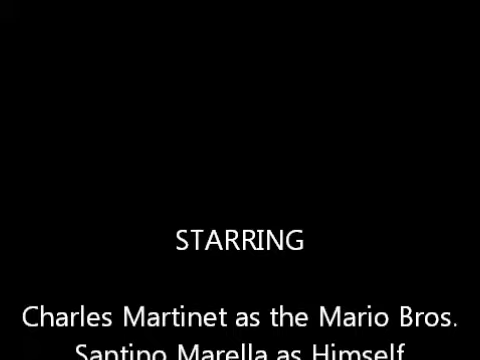 STARRING
Charles Martinet as the Mario Bros.
Santino Marella as Himself